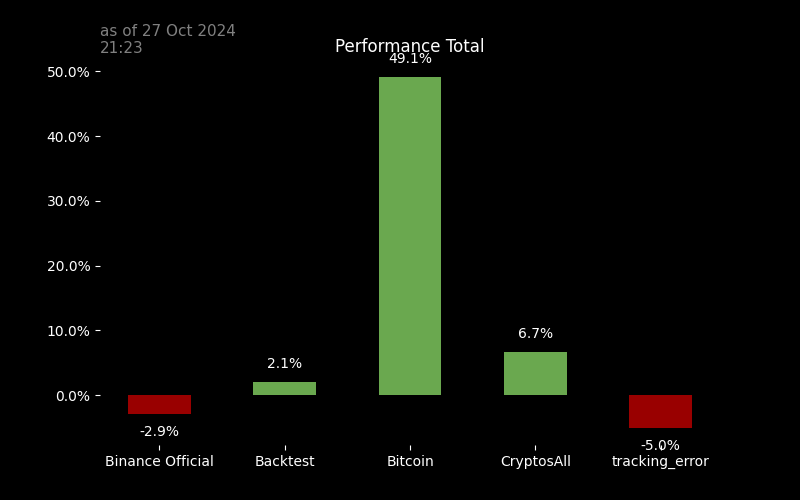 as of 27 Oct 2024
21:23
Performance Total
49.1%
50.0%
40.0%
30.0%
20.0%
10.0%
6.7%
2.1%
0.0%
-2.9%
-5.0%
Binance Official
Backtest
Bitcoin
CryptosAll
tracking_error